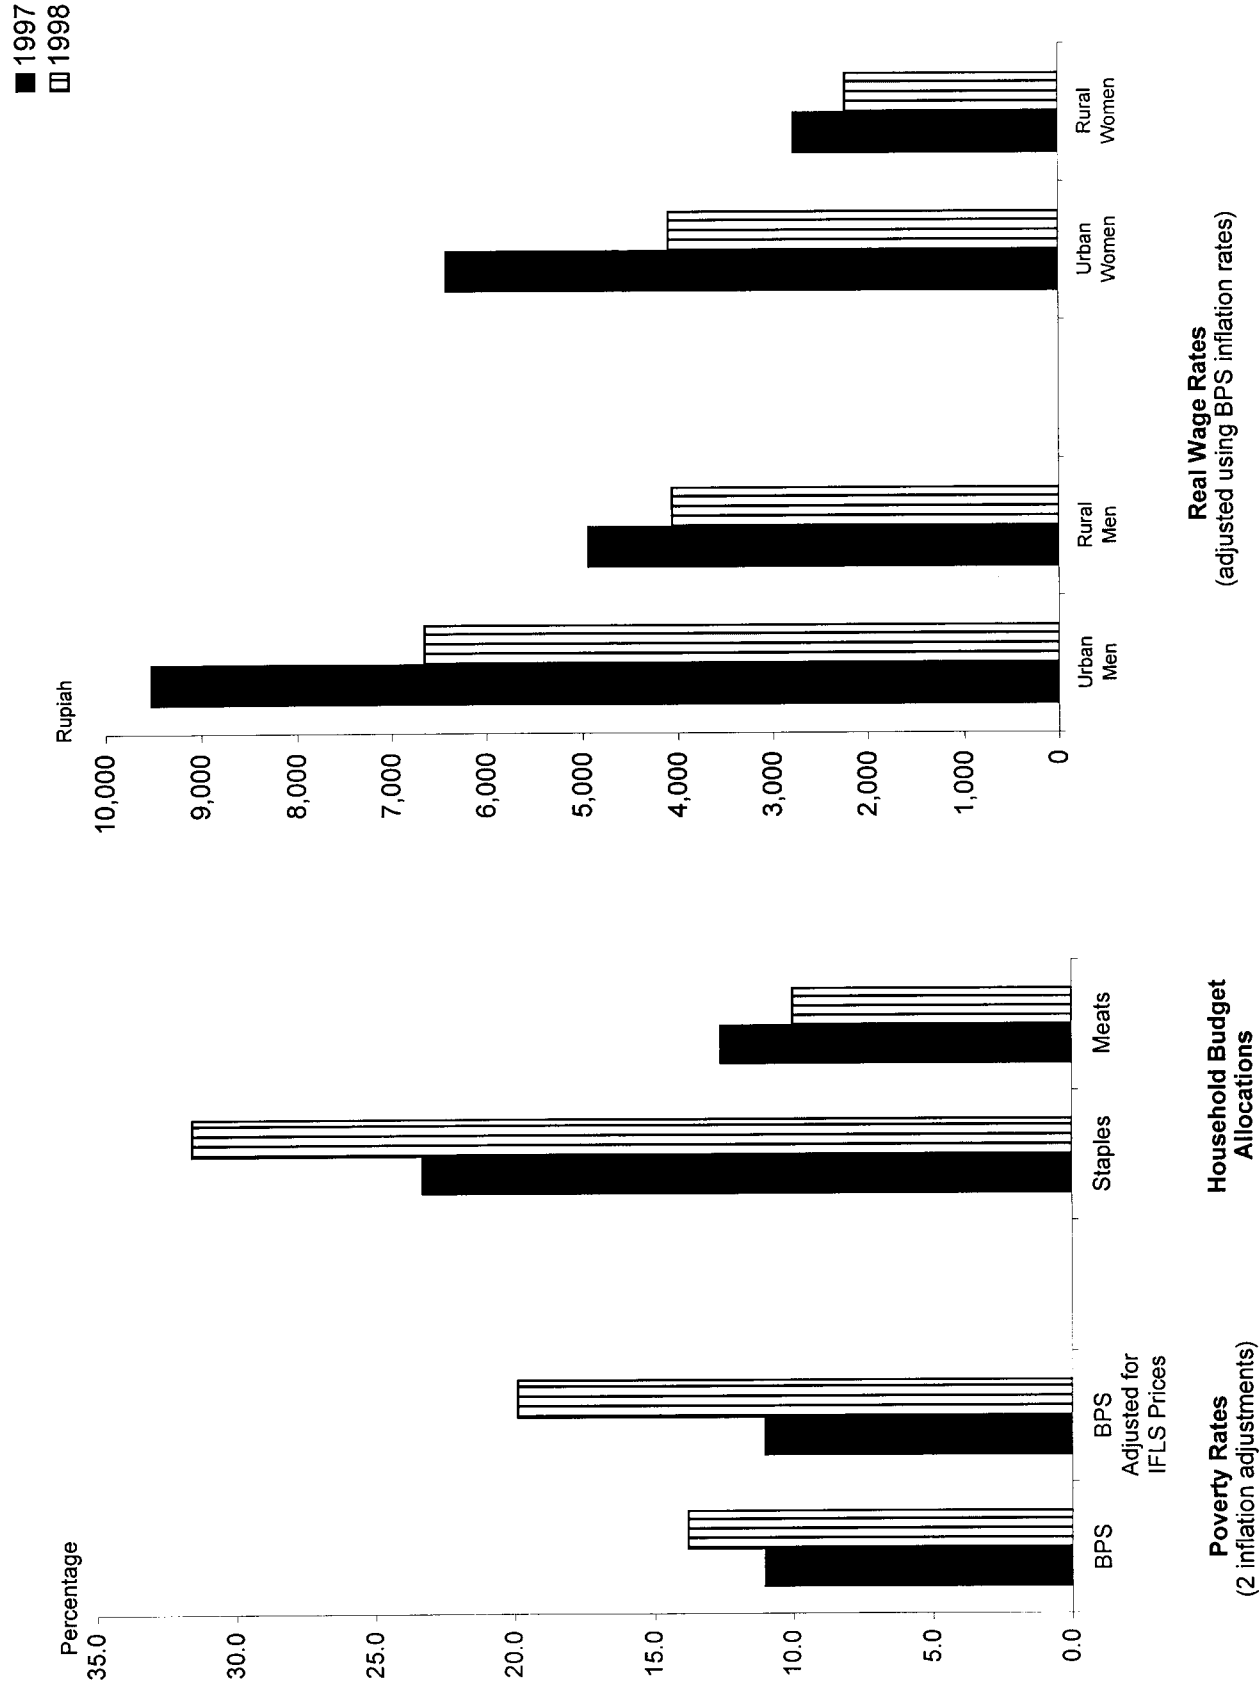 1997
1998
Percentage
35.0
30.0
25.0
20.0
15.0
10.0
5.0
0.0
BPS
BPS
Adjusted for
IFLS Prices
Staples
Meats
Poverty Rates
(2 inflation adjustments)
Household Budget
Allocations
Rupiah
10,000
9,000
8,000
7,000
6,000
5,000
4,000
3,000
2,000
1,000
0
Urban
Men
Rural
Men
Urban
Women
Rural
Women
Real Wage Rates
(adjusted using BPS inflation rates)